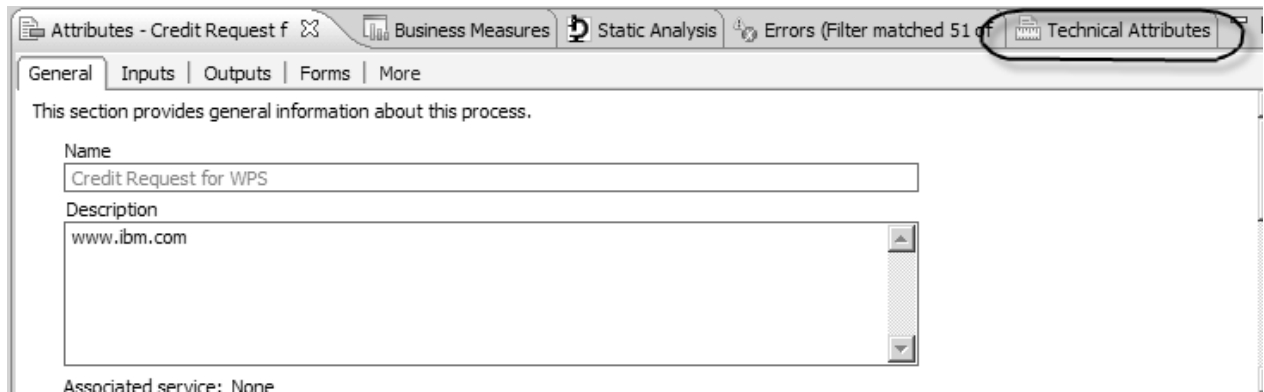 Attributes - Credit Request f Business Measures Static Analysis Errors (Filter matched 51 of Technical Attributes
General Inputs Outputs Forms More
This section provides general information about this process.
Name
Credit Request for WPS
Description
www.ibm.com
Associated service: None